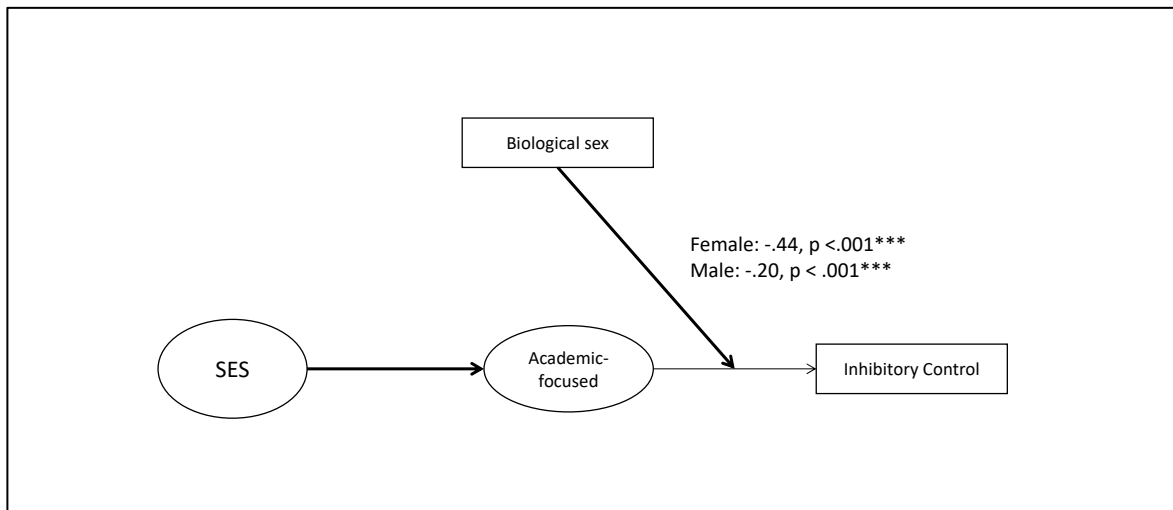 Biological sex
Female: -.44, p <.001***
Male: -.20, p < .001***
SES
Academic-
focused
Inhibitory Control